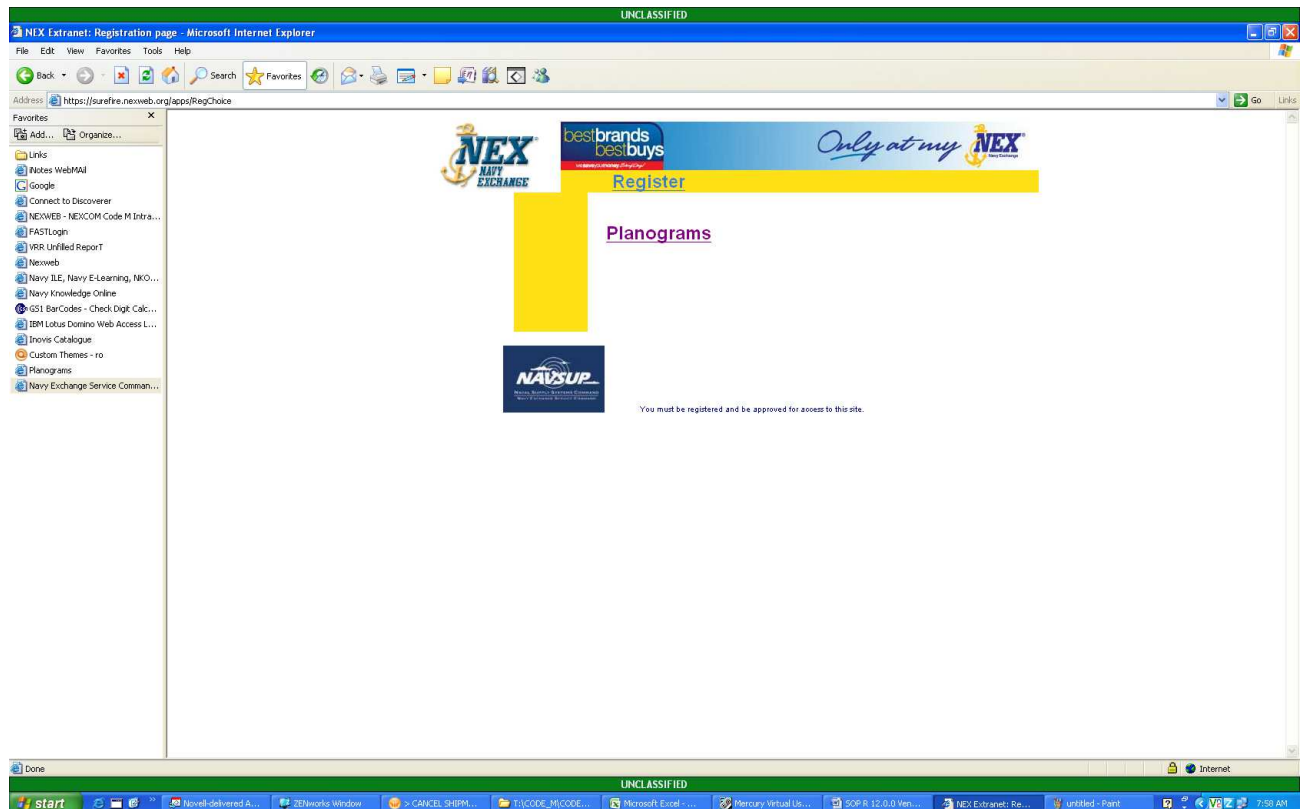 UNCLASSIFIED
NEX Extranet: Registration page - Microsoft Internet Explorer
File Edit View Favorites Tools Help
Back Search Favorites
Address https://surefire.nexweb.org/apps/RegChoice Go Links
Favorites
Add... Organize...
Links
iNotes WebMAil
Google
Connect to Discoverer
NEXWEB - NEXCOM Code M Intra...
FASTLogin
VRR Unfilled ReporT
Nexweb
Navy ILE, Navy E-Learning, NKO...
Navy Knowledge Online
GS1 BarCodes - Check Digit Calc...
IBM Lotus Domino Web Access L...
Inovis Catalogue
Custom Themes - ro
Planograms
Navy Exchange Service Comman...
NEX
NAVY
EXCHANGE
bestbrands
bestbuys
Only at my NEX
Register
Planograms
NAVSUP
You must be registered and be approved for access to this site.
Done Internet
UNCLASSIFIED
start Novell-delivered A... ZENworks Window > CANCEL SHIPM... T:\CODE_M\CODE... Microsoft Excel - ... Mercury Virtual Us... SOP R 12.0.0 Ven... NEX Extranet: Re... untitled - Paint 7:58 AM